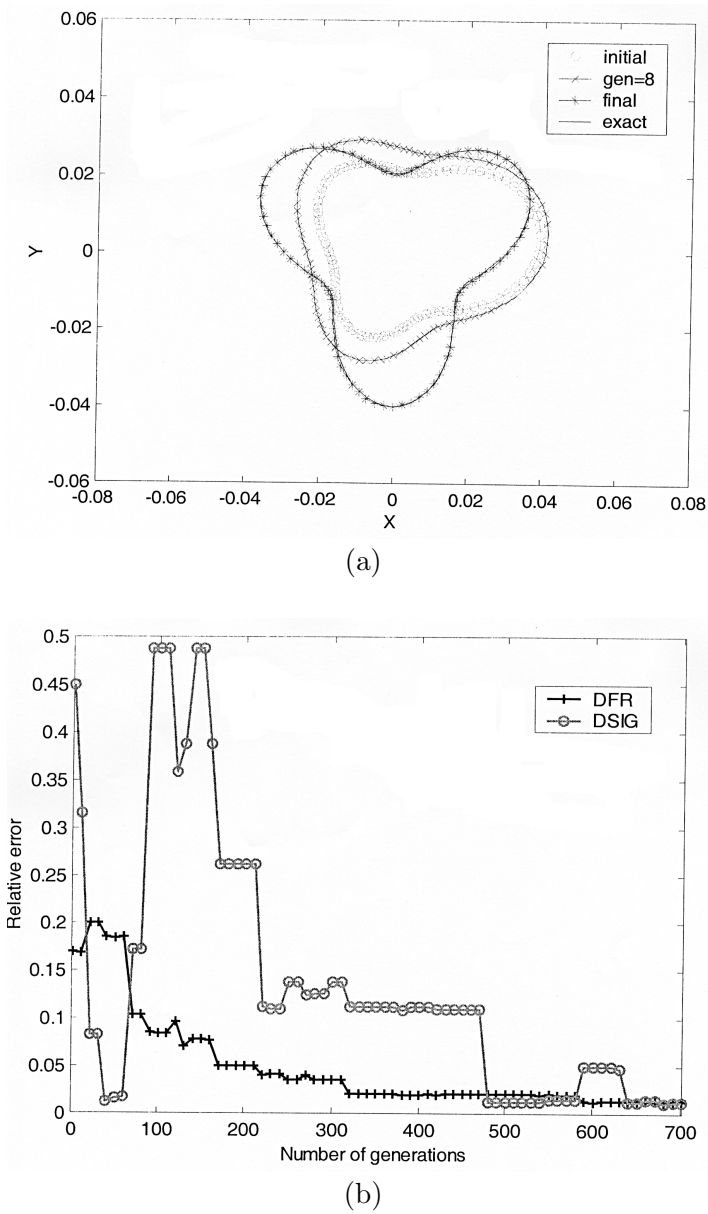 0.06
0.04
0.02
0
-0.02
-0.04
-0.06
Y
-0.08
-0.06
-0.04
-0.02
0
0.02
0.04
0.06
0.08
X
initial
gen=8
final
exact
(a)
0.5
0.45
0.4
0.35
0.3
0.25
0.2
0.15
0.1
0.05
0
Relative error
DFR
DSIG
0
100
200
300
400
500
600
700
Number of generations
(b)